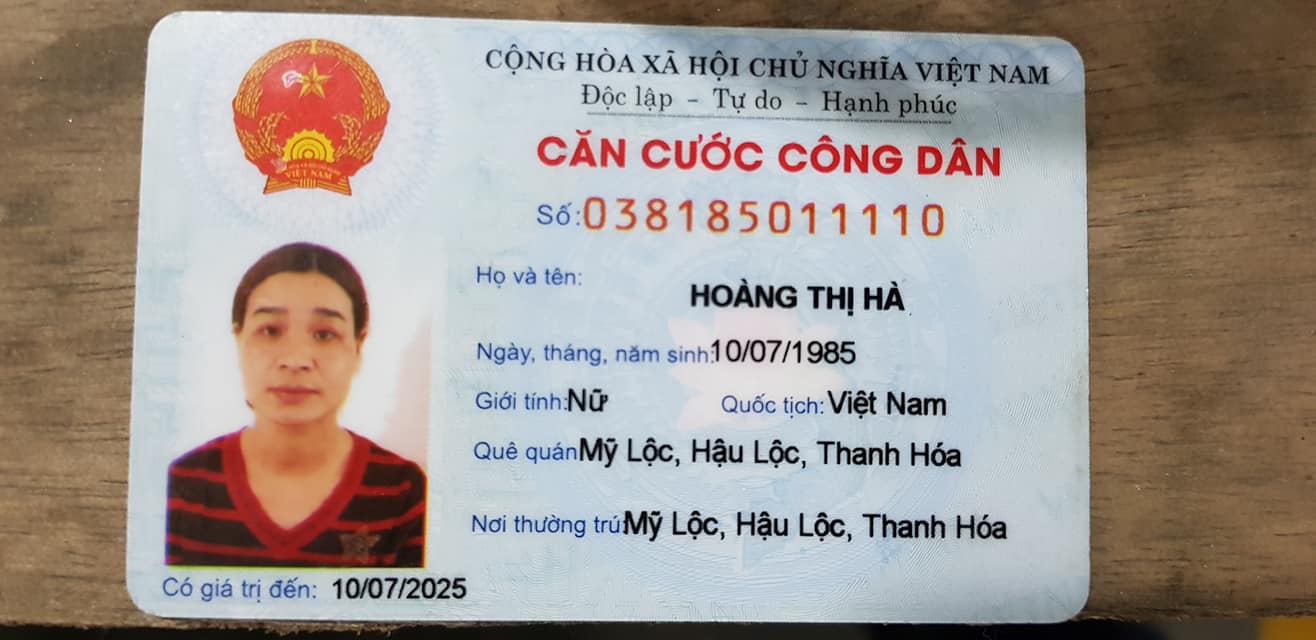 CỘNG HÒA XÃ HỘI CHỦ NGHĨA VIỆT NAM
Độc lập - Tự do - Hạnh phúc
CĂN CƯỚC CÔNG DÂN
Số:038185011110
Họ và tên:
HOÀNG THỊ HÀ
Ngày, tháng, năm sinh:10/07/1985
Giới tính:Nữ Quốc tịch:Việt Nam
Quê quán Mỹ Lộc, Hậu Lộc, Thanh Hóa
Nơi thường trú:Mỹ Lộc, Hậu Lộc, Thanh Hóa
Có giá trị đến: 10/07/2025
VIỆT NAM